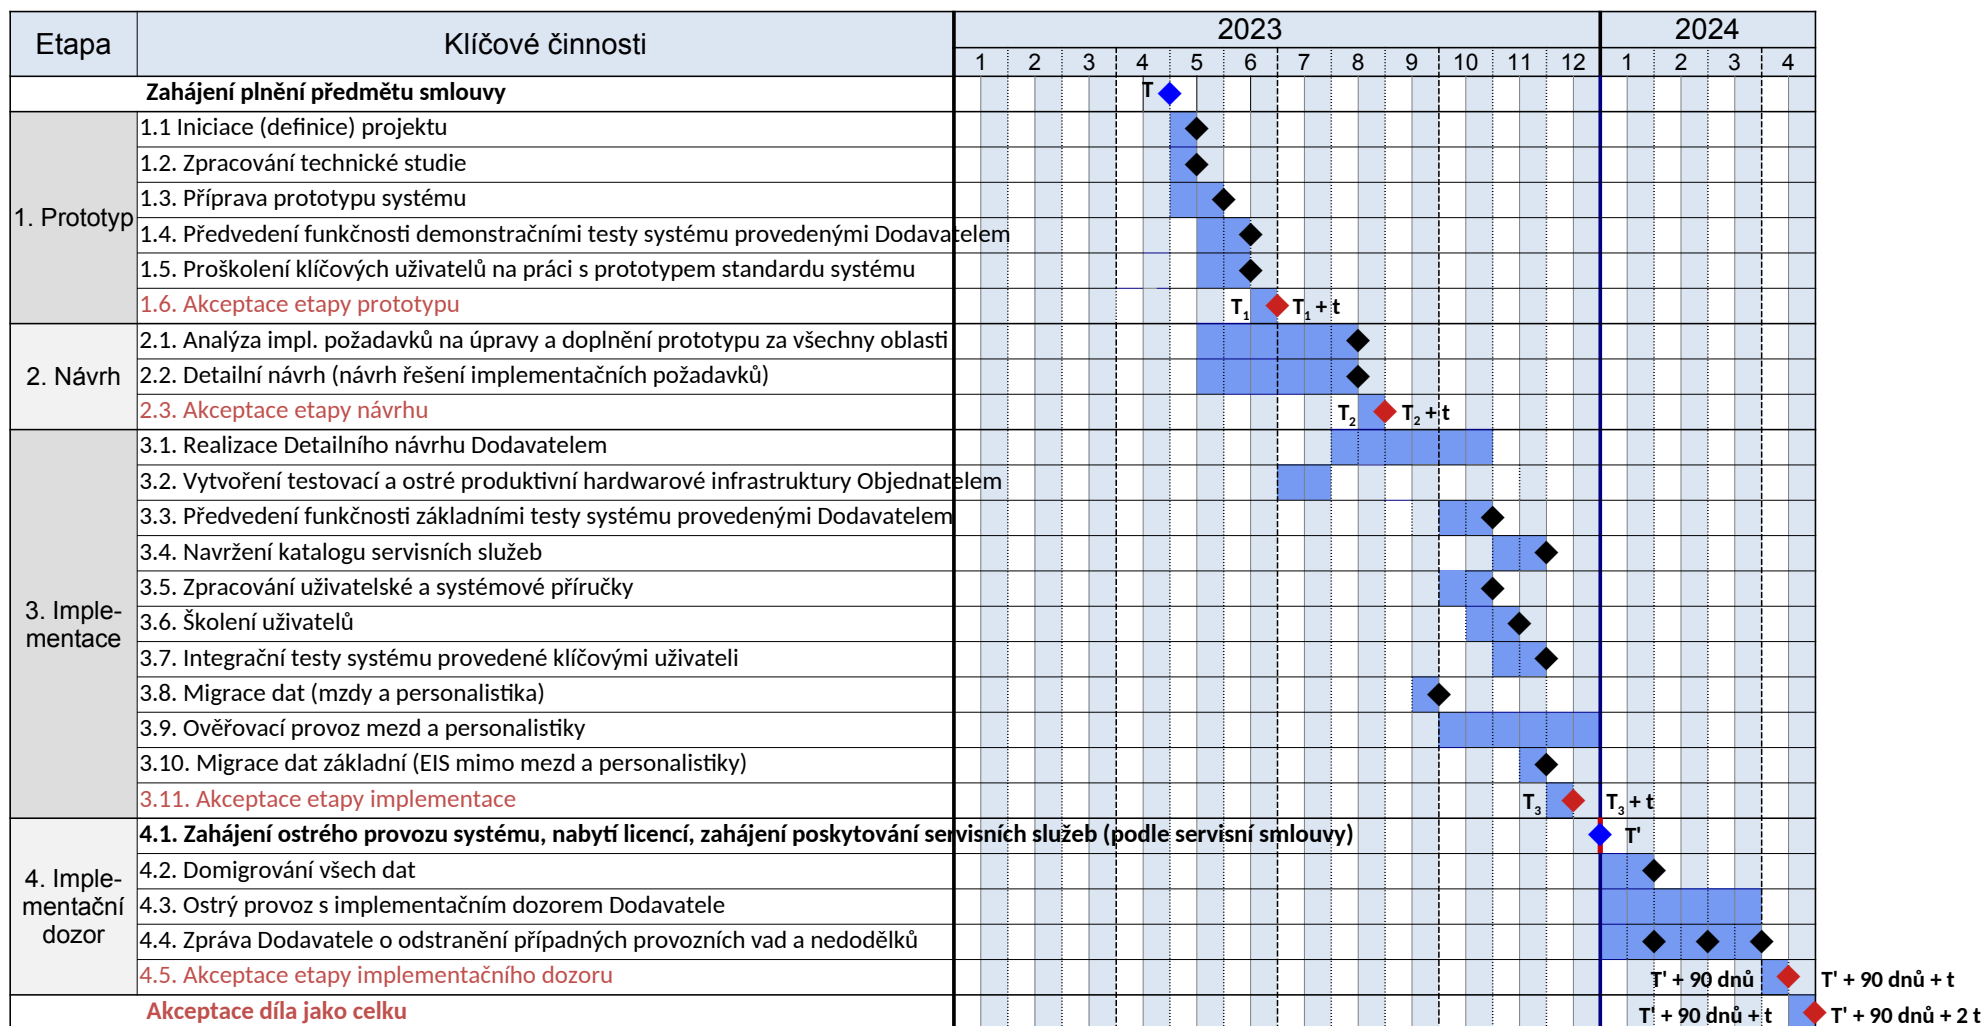 Etapa Klíčové činnosti 2023 2024
1 2 3 4 5 6 7 8 9 10 11 12 1 2 3 4
Zahájení plnění předmětu smlouvy T
1. Prototyp
1.1 Iniciace (definice) projektu
1.2. Zpracování technické studie
1.3. Příprava prototypu systému
1.4. Předvedení funkčnosti demonstračními testy systému provedenými Dodavatelem
1.5. Proškolení klíčových uživatelů na práci s prototypem standardu systému
1.6. Akceptace etapy prototypu T1 T1 + t
2. Návrh
2.1. Analýza impl. požadavků na úpravy a doplnění prototypu za všechny oblasti
2.2. Detailní návrh (návrh řešení implementačních požadavků)
2.3. Akceptace etapy návrhu T2 T2 + t
3. Imple-
mentace
3.1. Realizace Detailního návrhu Dodavatelem
3.2. Vytvoření testovací a ostré produktivní hardwarové infrastruktury Objednatelem
3.3. Předvedení funkčnosti základními testy systému provedenými Dodavatelem
3.4. Navržení katalogu servisních služeb
3.5. Zpracování uživatelské a systémové příručky
3.6. Školení uživatelů
3.7. Integrační testy systému provedené klíčovými uživateli
3.8. Migrace dat (mzdy a personalistika)
3.9. Ověřovací provoz mezd a personalistiky
3.10. Migrace dat základní (EIS mimo mezd a personalistiky)
3.11. Akceptace etapy implementace T3 T3 + t
4. Imple-
mentační
dozor
4.1. Zahájení ostrého provozu systému, nabytí licencí, zahájení poskytování servisních služeb (podle servisní smlouvy) T'
4.2. Domigrování všech dat
4.3. Ostrý provoz s implementačním dozorem Dodavatele
4.4. Zpráva Dodavatele o odstranění případných provozních vad a nedodělků
4.5. Akceptace etapy implementačního dozoru T' + 90 dnů T' + 90 dnů + t
Akceptace díla jako celku T' + 90 dnů + t T' + 90 dnů + 2 t